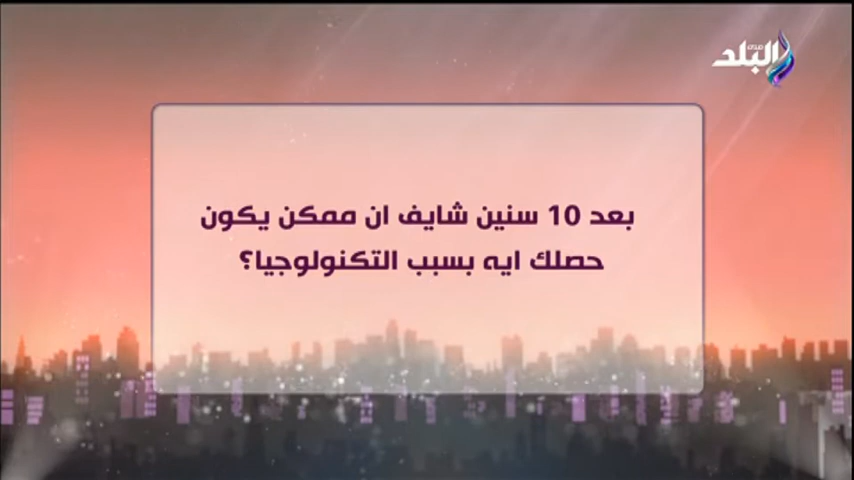 صدى
البلد
بعد 10 سنين شايف ان ممكن يكون
حصلك ايه بسبب التكنولوجيا؟